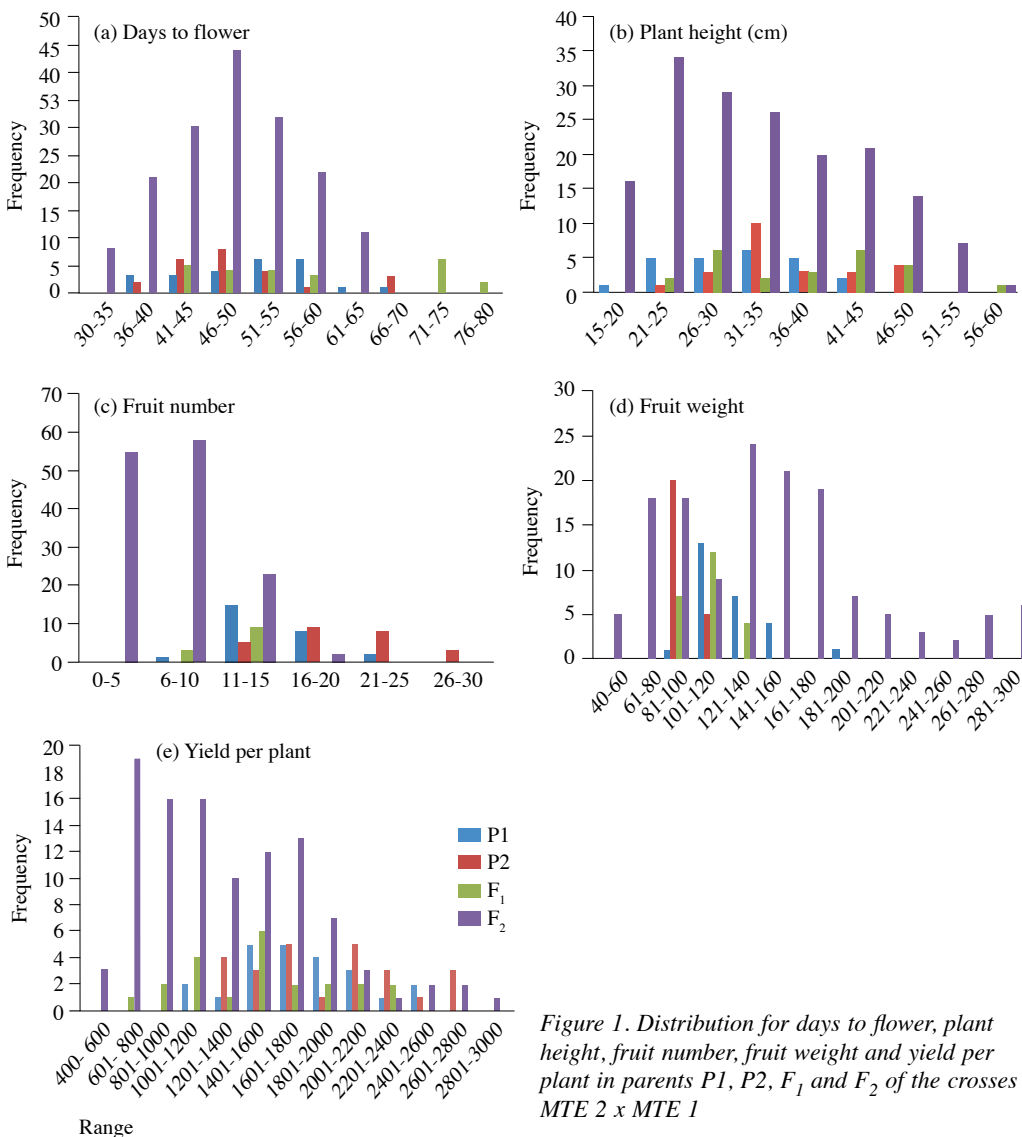 (a) Days to flower
Frequency
50
45
40
53
30
25
20
15
10
5
0
30-35 36-40 41-45 46-50 51-55 56-60 61-65 66-70 71-75 76-80
(b) Plant height (cm)
Frequency
40
35
30
25
20
15
10
5
0
15-20 21-25 26-30 31-35 36-40 41-45 46-50 51-55 56-60
(c) Fruit number
Frequency
70
60
50
40
30
20
10
0
0-5 6-10 11-15 16-20 21-25 26-30
(d) Fruit weight
Frequency
30
25
20
15
10
5
0
40-60 61-80 81-100 101-120 121-140 141-160 161-180 181-200 201-220 221-240 241-260 261-280 281-300
(e) Yield per plant
Frequency
20
18
16
14
12
10
8
6
4
2
0
400- 600 601- 800 801-1000 1001-1200 1201-1400 1401-1600 1601-1800 1801-2000 2001-2200 2201-2400 2401-2600 2601-2800 2801-3000
Range
P1
P2
F1
F2
Figure 1. Distribution for days to flower, plant
height, fruit number, fruit weight and yield per
plant in parents P1, P2, F1 and F2 of the crosses
MTE 2 x MTE 1